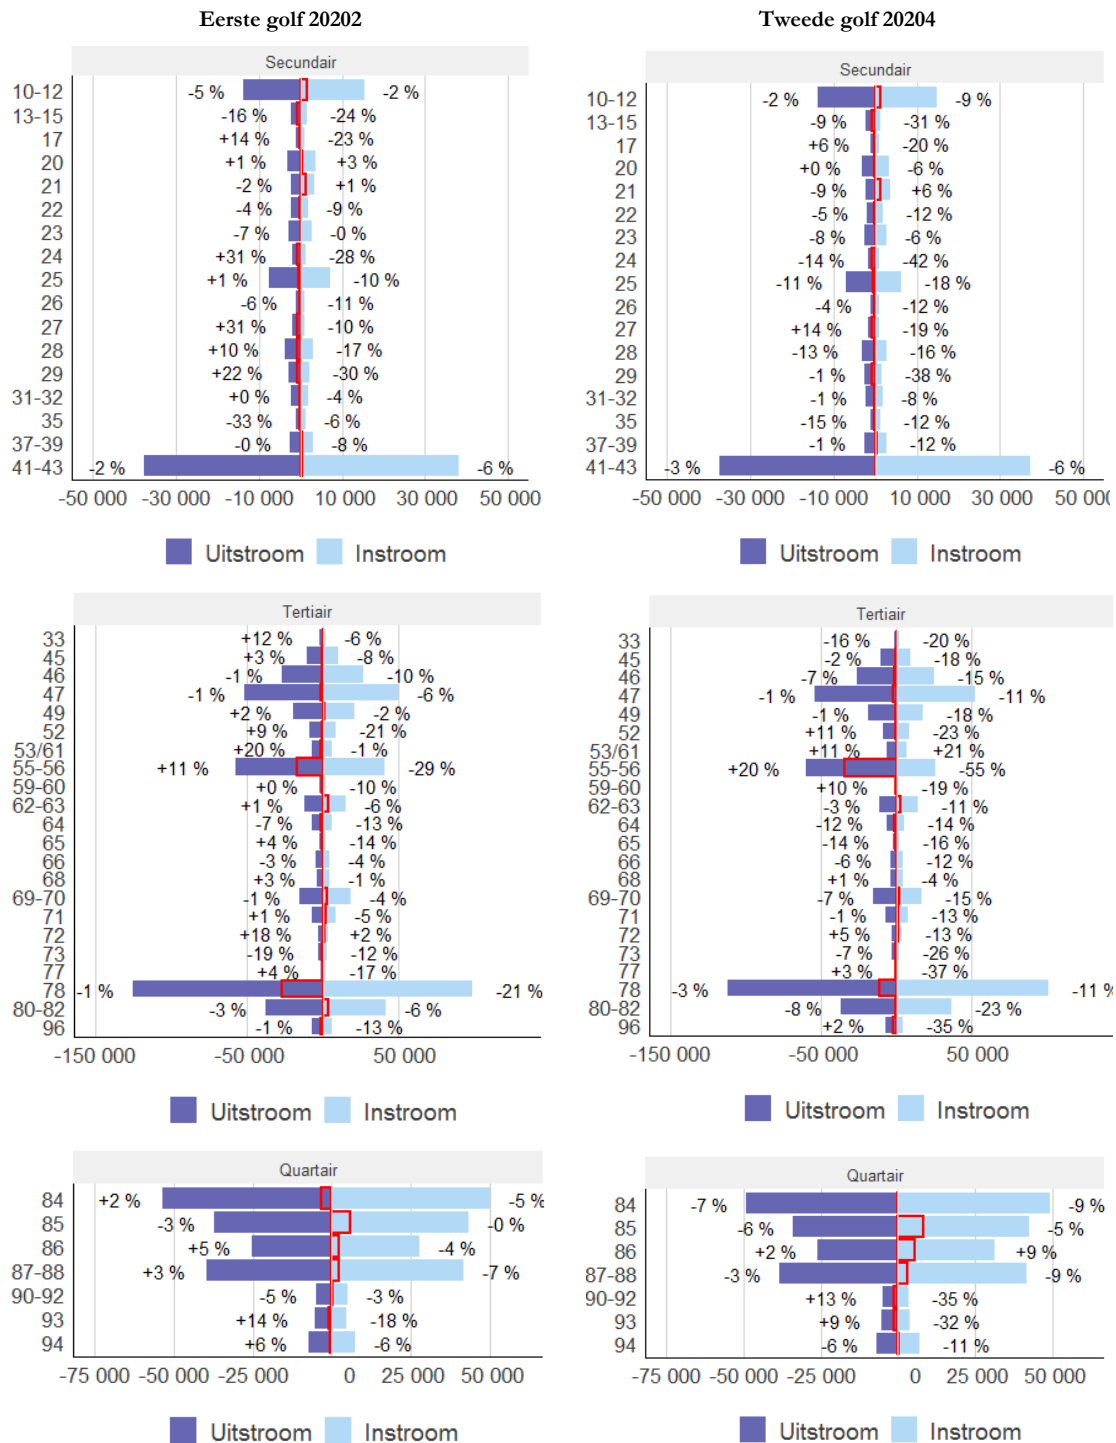 Eerste golf 20202
Tweede golf 20204
Secundair
10-12 -5 % -2 %
13-15 -16 % -24 %
17 +14 % -23 %
20 +1 % +3 %
21 -2 % +1 %
22 -4 % -9 %
23 -7 % -0 %
24 +31 % -28 %
25 +1 % -10 %
26 -6 % -11 %
27 +31 % -10 %
28 +10 % -17 %
29 +22 % -30 %
31-32 +0 % -4 %
35 -33 % -6 %
37-39 -0 % -8 %
41-43 -2 % -6 %
-50 000 -30 000 -10 000 10 000 30 000 50 000
Uitstroom Instroom
Secundair
10-12 -2 % -9 %
13-15 -9 % -31 %
17 +6 % -20 %
20 +0 % -6 %
21 -9 % +6 %
22 -5 % -12 %
23 -8 % -6 %
24 -14 % -42 %
25 -11 % -18 %
26 -4 % -12 %
27 +14 % -19 %
28 -13 % -16 %
29 -1 % -38 %
31-32 -1 % -8 %
35 -15 % -12 %
37-39 -1 % -12 %
41-43 -3 % -6 %
-50 000 -30 000 -10 000 10 000 30 000 50 000
Uitstroom Instroom
Tertiair
33 +12 % -6 %
45 +3 % -8 %
46 -1 % -10 %
47 -1 % -6 %
49 +2 % -2 %
52 +9 % -21 %
53/61 +20 % -1 %
55-56 +11 % -29 %
59-60 +0 % -10 %
62-63 +1 % -6 %
64 -7 % -13 %
65 +4 % -14 %
66 -3 % -4 %
68 +3 % -1 %
69-70 -1 % -4 %
71 +1 % -5 %
72 +18 % +2 %
73 -19 % -12 %
77 +4 % -17 %
78 -1 % -21 %
80-82 -3 % -6 %
96 -1 % -13 %
-150 000 -50 000 50 000
Uitstroom Instroom
Tertiair
33 -16 % -20 %
45 -2 % -18 %
46 -7 % -15 %
47 -1 % -11 %
49 -1 % -18 %
52 +11 % -23 %
53/61 +11 % +21 %
55-56 +20 % -55 %
59-60 +10 % -19 %
62-63 -3 % -11 %
64 -12 % -14 %
65 -14 % -16 %
66 -6 % -12 %
68 +1 % -4 %
69-70 -7 % -15 %
71 -1 % -13 %
72 +5 % -13 %
73 -7 % -26 %
77 +3 % -37 %
78 -3 % -11 %
80-82 -8 % -23 %
96 +2 % -35 %
-150 000 -50 000 50 000
Uitstroom Instroom
Quartair
84 +2 % -5 %
85 -3 % -0 %
86 +5 % -4 %
87-88 +3 % -7 %
90-92 -5 % -3 %
93 +14 % -18 %
94 +6 % -6 %
-75 000 -50 000 -25 000 0 25 000 50 000
Uitstroom Instroom
Quartair
84 -7 % -9 %
85 -6 % -5 %
86 +2 % +9 %
87-88 -3 % -9 %
90-92 +13 % -35 %
93 +9 % -32 %
94 -6 % -11 %
-75 000 -50 000 -25 000 0 25 000 50 000
Uitstroom Instroom